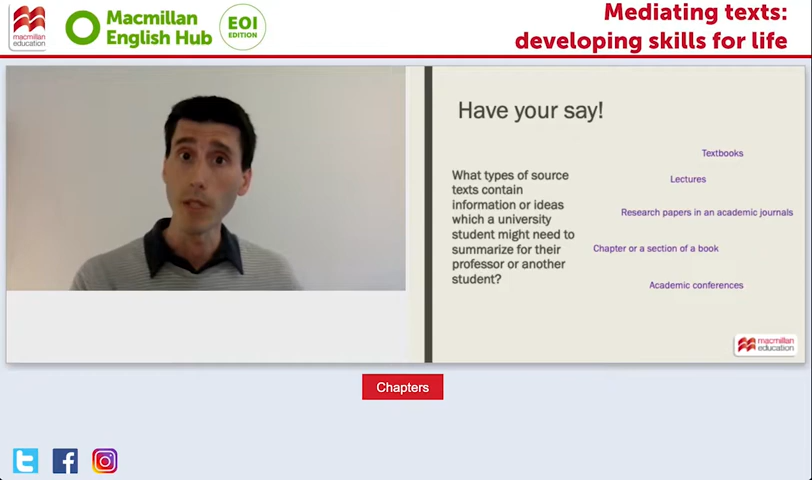 macmillan
education
Macmillan
English Hub
EOI
EDITION
Mediating texts:
developing skills for life
Have your say!
What types of source
texts contain
information or ideas
which a university
student might need to
summarize for their
professor or another
student?
Textbooks
Lectures
Research papers in an academic journals
Chapter or a section of a book
Academic conferences
macmillan
education
Chapters